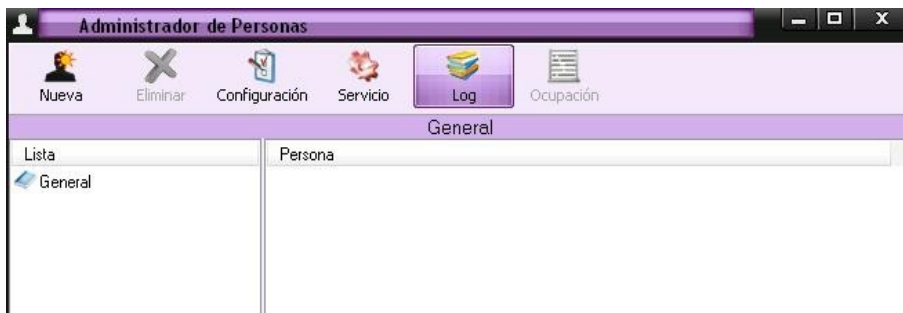 Administrador de Personas
Nueva Eliminar Configuración Servicio Log Ocupación
General
Lista Persona
General